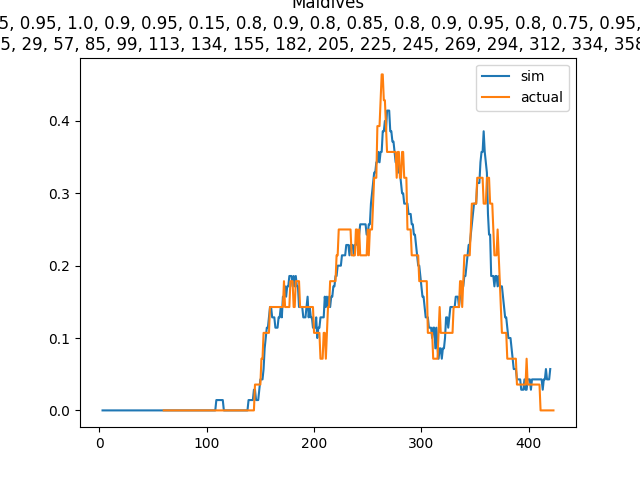 Maldives
5, 0.95, 1.0, 0.9, 0.95, 0.15, 0.8, 0.9, 0.8, 0.85, 0.8, 0.9, 0.95, 0.8, 0.75, 0.95,
5, 29, 57, 85, 99, 113, 134, 155, 182, 205, 225, 245, 269, 294, 312, 334, 358
sim
actual
0.4
0.3
0.2
0.1
0.0
0 100 200 300 400